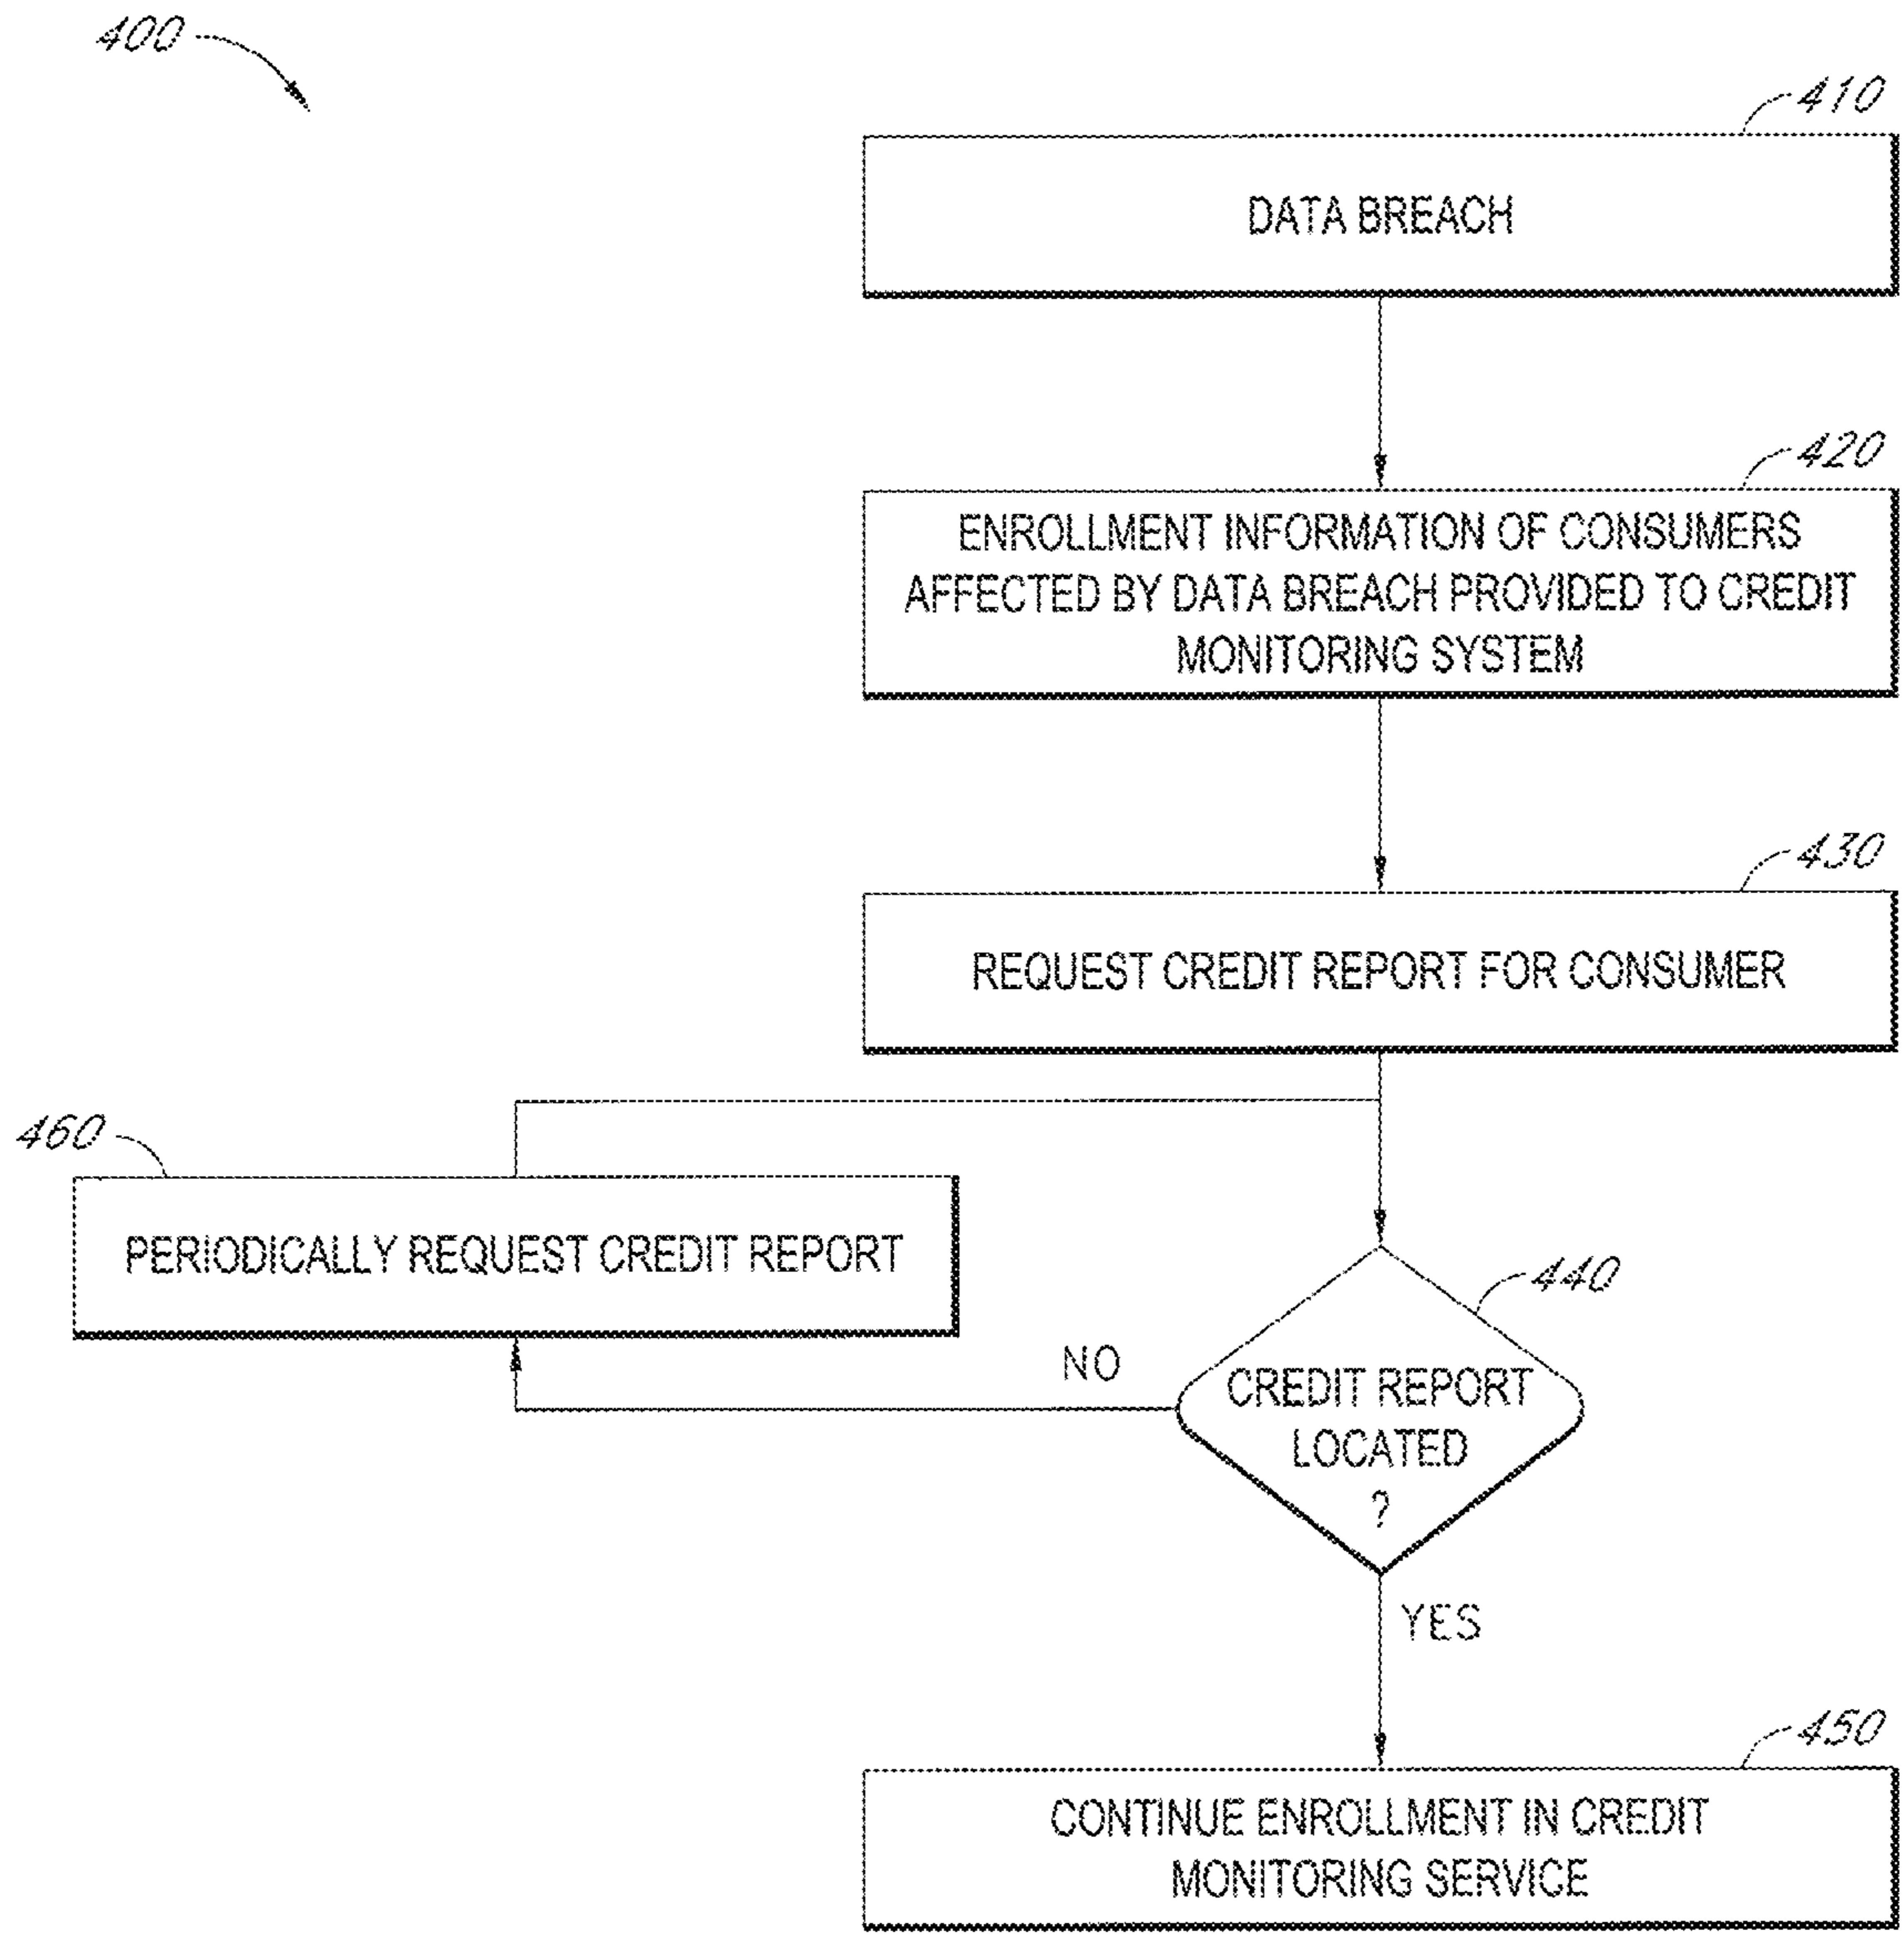 400
410
DATA BREACH
420
ENROLLMENT INFORMATION OF CONSUMERS
AFFECTED BY DATA BREACH PROVIDED TO CREDIT
MONITORING SYSTEM
430
REQUEST CREDIT REPORT FOR CONSUMER
460
PERIODICALLY REQUEST CREDIT REPORT
440
NO
CREDIT REPORT
LOCATED
?
YES
450
CONTINUE ENROLLMENT IN CREDIT
MONITORING SERVICE